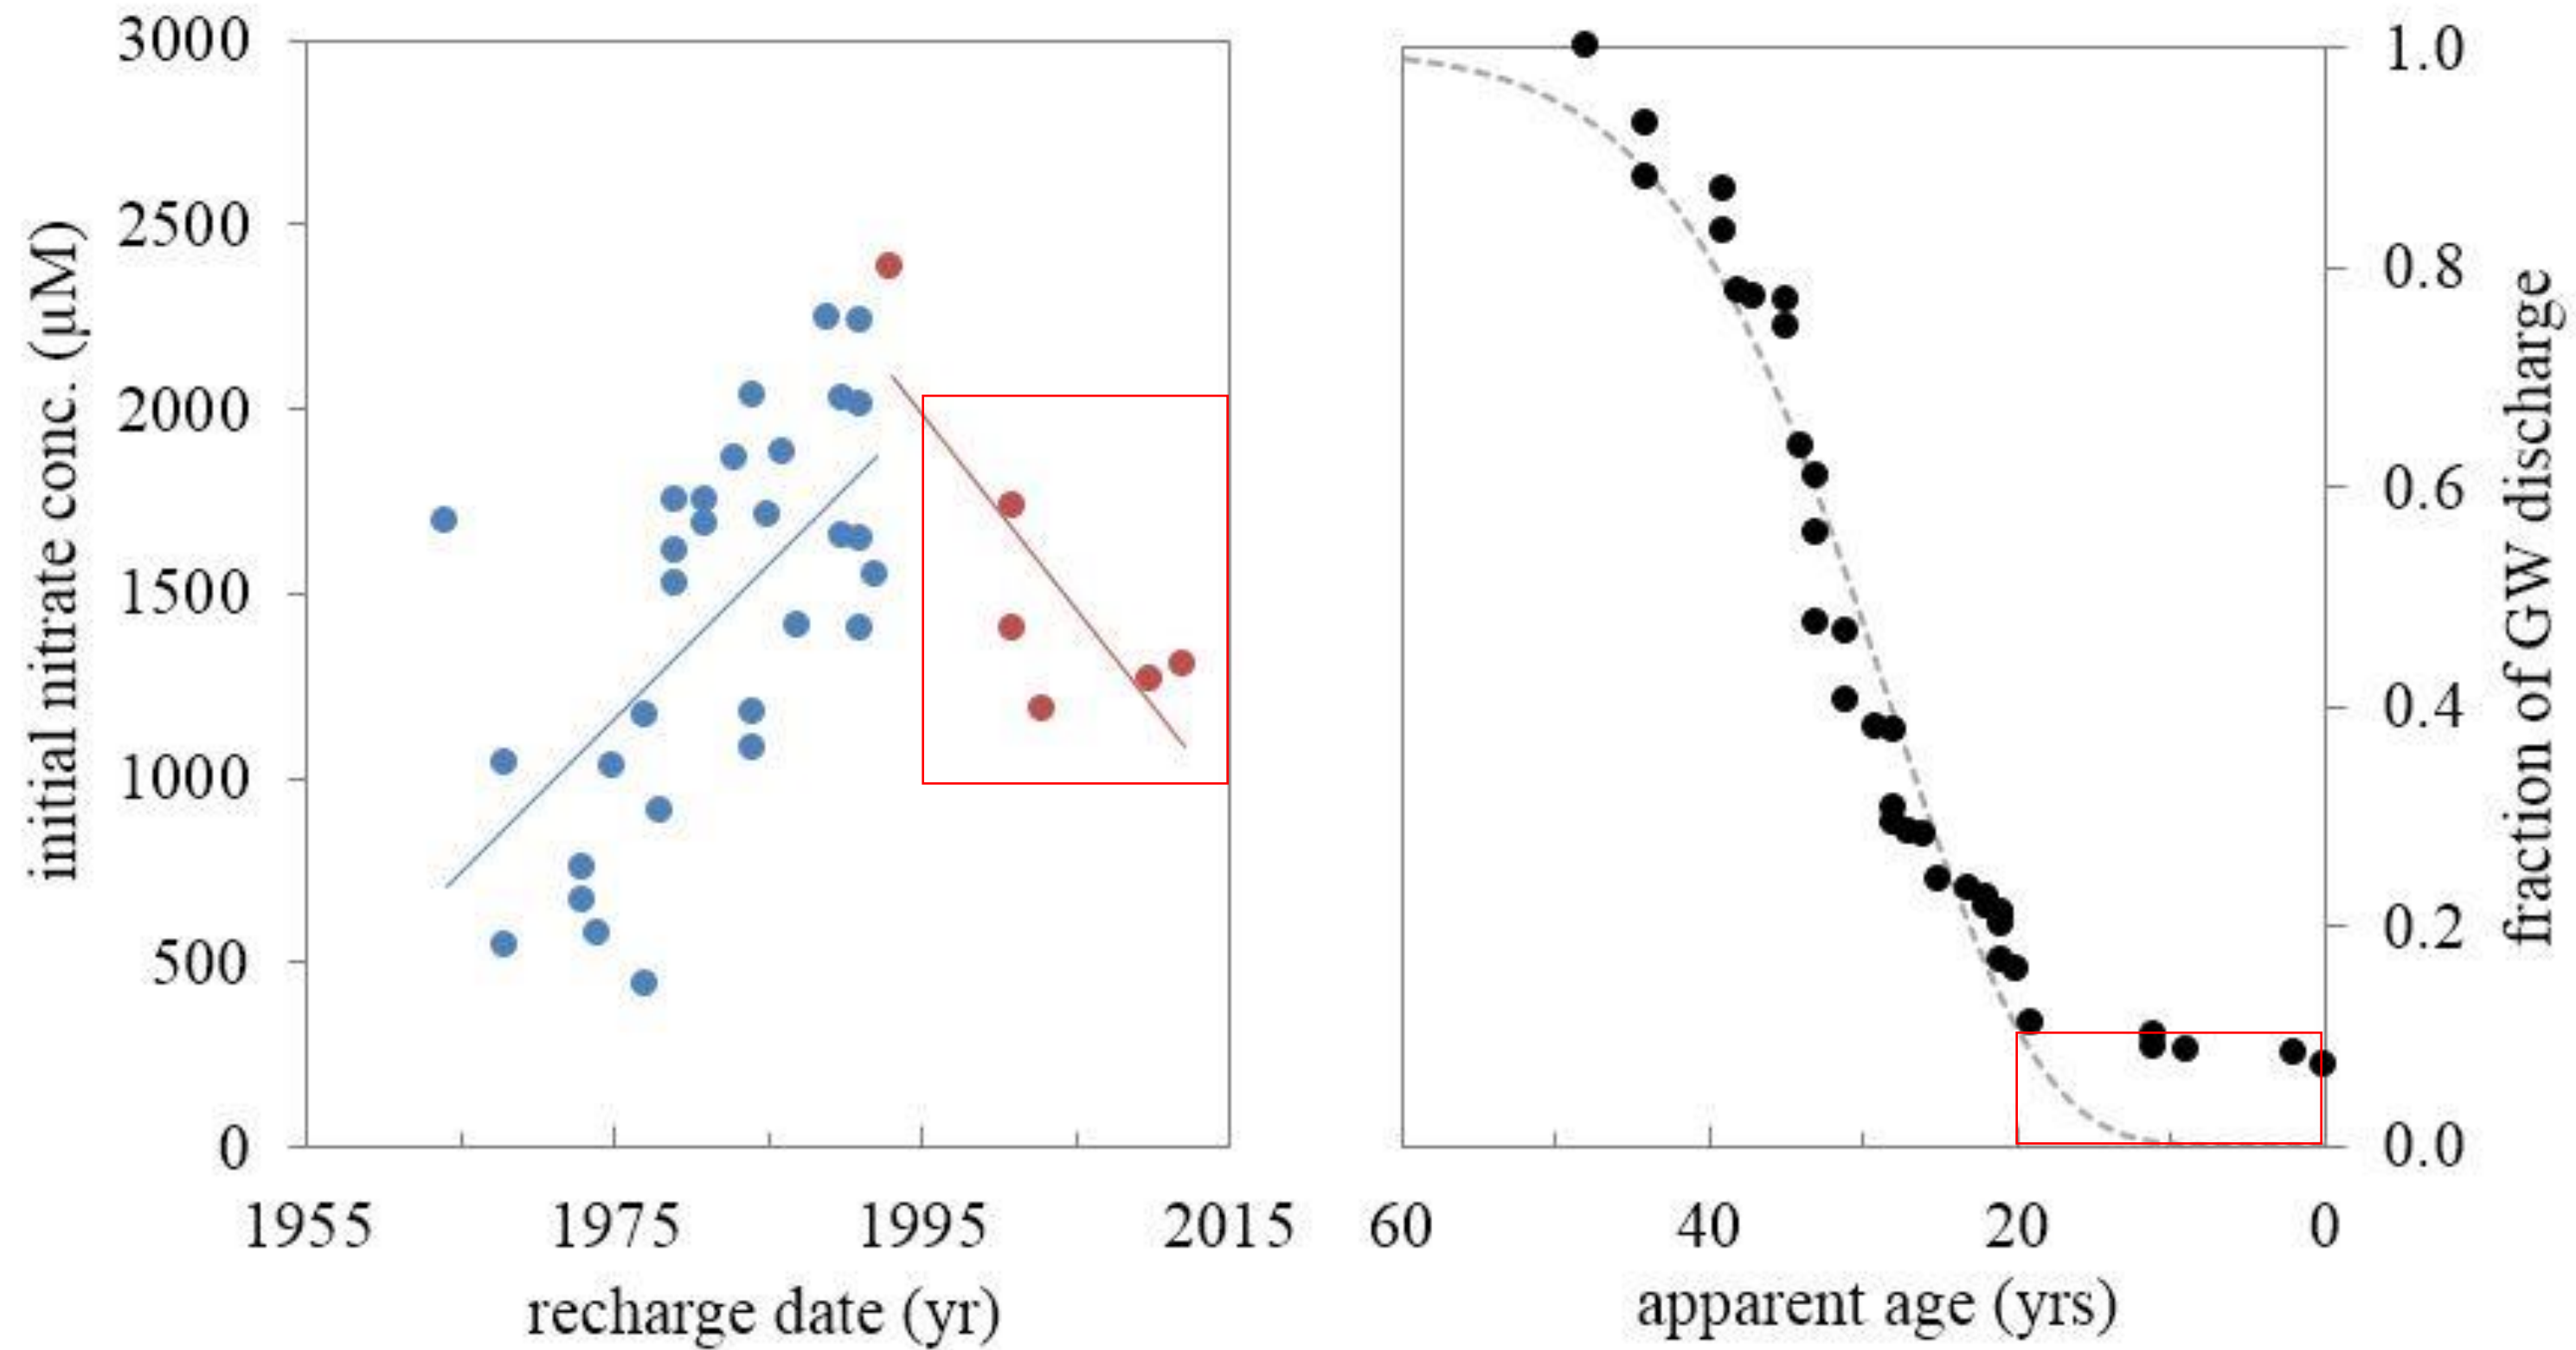 initial nitrate conc. (µM)
3000
2500
2000
1500
1000
500
0
1955 1975 1995 2015
recharge date (yr)
1.0
0.8
0.6
0.4
0.2
0.0
60 40 20 0
apparent age (yrs)
fraction of GW discharge